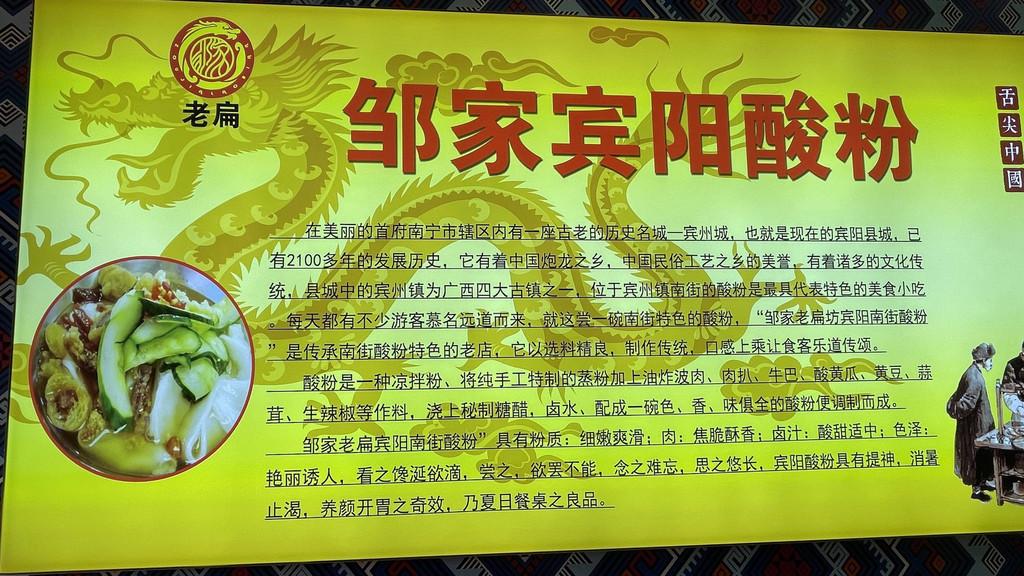 老扁
邹家宾阳酸粉
舌尖中國
在美丽的首府南宁市辖区内有一座古老的历史名城—宾州城，也就是现在的宾阳县城，已
有2100多年的发展历史，它有着中国炮龙之乡，中国民俗工艺之乡的美誉，有着诸多的文化传
统，县城中的宾州镇为广西四大古镇之一，位于宾州镇南街的酸粉是最具代表特色的美食小吃
。每天都有不少游客慕名远道而来，就这尝一碗南街特色的酸粉，“邹家老扁坊宾阳南街酸粉
”是传承南街酸粉特色的老店，它以选料精良，制作传统，口感上乘让食客乐道传颂。
酸粉是一种凉拌粉、将纯手工特制的蒸粉加上油炸波肉、肉扒、牛巴、酸黄瓜、黄豆、蒜
茸、生辣椒等作料，浇上秘制糖醋，卤水、配成一碗色、香、味俱全的酸粉便调制而成。
邹家老扁宾阳南街酸粉”具有粉质：细嫩爽滑；肉：焦脆酥香；卤汁：酸甜适中；色泽：
艳丽诱人，看之馋涎欲滴，尝之，欲罢不能，念之难忘，思之悠长，宾阳酸粉具有提神，消暑
止渴，养颜开胃之奇效，乃夏日餐桌之良品。